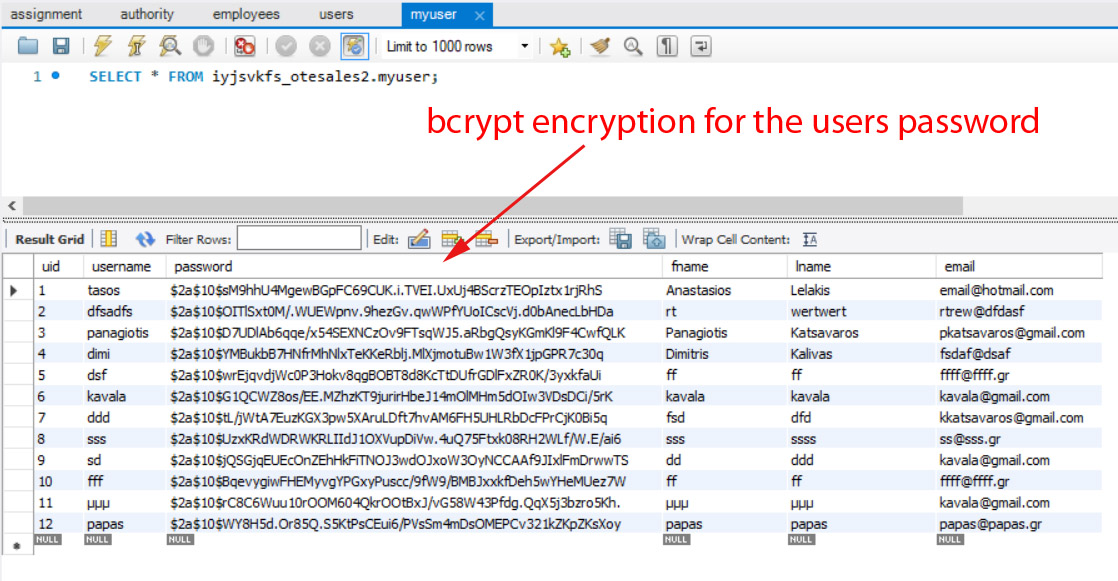 assignment authority employees users myuser
Limit to 1000 rows
1 SELECT * FROM iyjsvkfs_otesales2.myuser;
bcrypt encryption for the users password
Result Grid Filter Rows: Edit: Export/Import: Wrap Cell Content:
uid username password fname lname email
1 tasos $2a$10$sM9hhU4MgewBGpFC69CUK.i.TVEI.UxUj4BScrzTEOpIztx1rjRhS Anastasios Lelakis email@hotmail.com
2 dfsadfs $2a$10$OITlSxt0M/.WUEWpnv.9hezGv.qwWPfYUoICscVj.d0bAnecLbHDa rt wertwert rtrew@dfdasf
3 panagiotis $2a$10$D7UDlAb6qqe/x54SEXNCzOv9FTsqWJ5.aRbgQsyKGmKl9F4CwfQLK Panagiotis Katsavaros pkatsavaros@gmail.com
4 dimi $2a$10$YMBukbB7HNfrMhNlxTeKKeRblj.MlXjmotuBw1W3fX1jpGPR7c30q Dimitris Kalivas fsdaf@dsaf
5 dsf $2a$10$wrEjqvdjWc0P3Hokv8qgBOBT8d8KcTtDUfrGDlFxZR0K/3yxkfaUi ff ff ffff@ffff.gr
6 kavala $2a$10$G1QCWZ8os/EE.MZhzKT9jurirHbeJ14mOlMHm5dOIw3VDsDCi/5rK kavala kavala kavala@gmail.com
7 ddd $2a$10$tL/jWtA7EuzKGX3pw5XAruLDft7hvAM6FH5UHLRbDcFPrCjK0Bi5q fsd dfd kkatsavaros@gmail.com
8 sss $2a$10$UzxKRdWDRWKRLIIdJ1OXVupDiVw.4uQ75Ftxk08RH2WLf/W.E/ai6 sss ssss ss@sss.gr
9 sd $2a$10$jQSGjqEUEcOnZEhHkFiTNOJ3wdOJxoW3OyNCCAAf9JIxlFmDrwwTS dd ddd kavala@gmail.com
10 fff $2a$10$BqevygiwFHEMyvgYPGxyPuscc/9fW9/BMBJxxkfDeh5wYHeMUez7W ff ff ffff@ffff.gr
11 μμμ $2a$10$rC8C6Wuu10rOOM604QkrOOtBxJ/vG58W43Pfdg.QqX5j3bzro5Kh. μμμ μμμ kavala@gmail.com
12 papas $2a$10$WY8H5d.Or85Q.S5KtPsCEui6/PVsSm4mDsOMEPCv321kZKpZKsXoy papas papas papas@papas.gr
NULL NULL NULL NULL NULL NULL